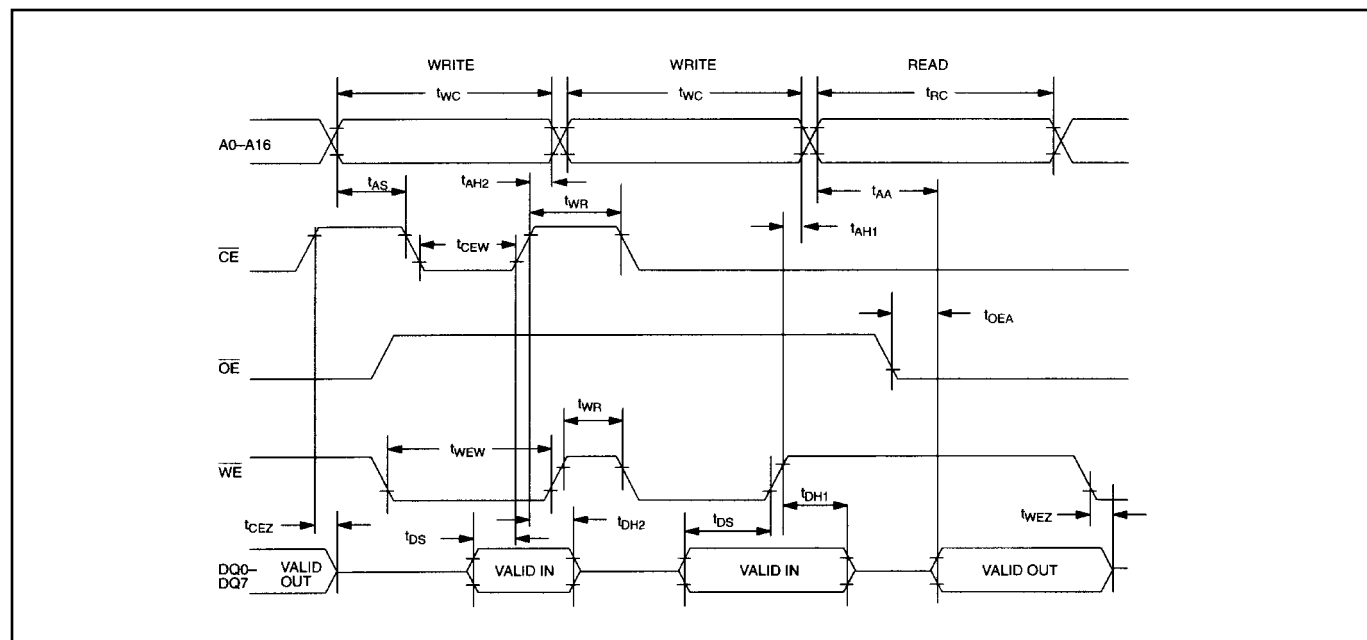 WRITE WRITE READ
tWC tWC tRC
A0–A16
tAS tAH2 tWR tAA
tAH1
CE
tCEW
tOEA
OE
tWR
tWEW
WE
tCEZ tDS tDH2 tDS tDH1 tWEZ
DQ0–
DQ7
VALID
OUT
VALID IN VALID IN VALID OUT